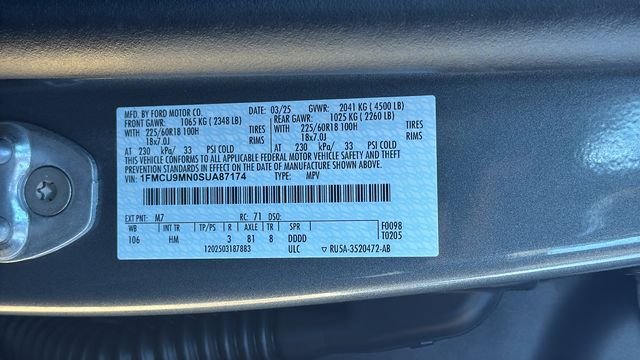 MFD. BY FORD MOTOR CO. 03/25 GVWR: 2041 KG ( 4500 LB)
FRONT GAWR: 1065 KG ( 2348 LB) REAR GAWR: 1025 KG ( 2260 LB)
WITH 225/60R18 100H TIRES WITH 225/60R18 100H TIRES
18x7.0J RIMS 18x7.0J RIMS
AT 230 kPa/ 33 PSI COLD AT 230 kPa/ 33 PSI COLD
THIS VEHICLE CONFORMS TO ALL APPLICABLE FEDERAL MOTOR VEHICLE SAFETY AND THEFT
PREVENTION STANDARDS IN EFFECT ON THE DATE OF MANUFACTURE SHOWN ABOVE.
VIN: 1FMCU9MN0SUA87174 TYPE: MPV
EXT PNT: M7 RC: 71 DSO:
WB INT TR TP/PS R AXLE TR SPR F0098
106 HM 3 81 8 DDDD T0205
1202503187883 ULC RU5A-3S20472-AB